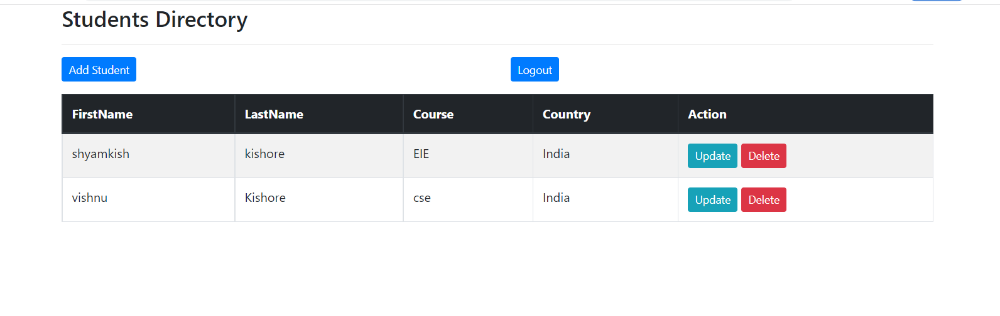 Students Directory
Add Student Logout
FirstName LastName Course Country Action
shyamkish kishore EIE India Update Delete
vishnu Kishore cse India Update Delete